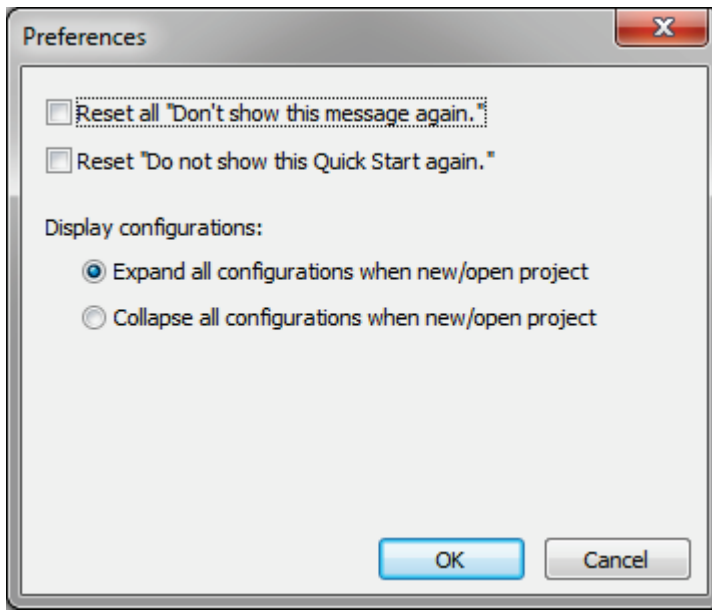 Preferences
Reset all "Don't show this message again."
Reset "Do not show this Quick Start again."
Display configurations:
Expand all configurations when new/open project
Collapse all configurations when new/open project
OK
Cancel